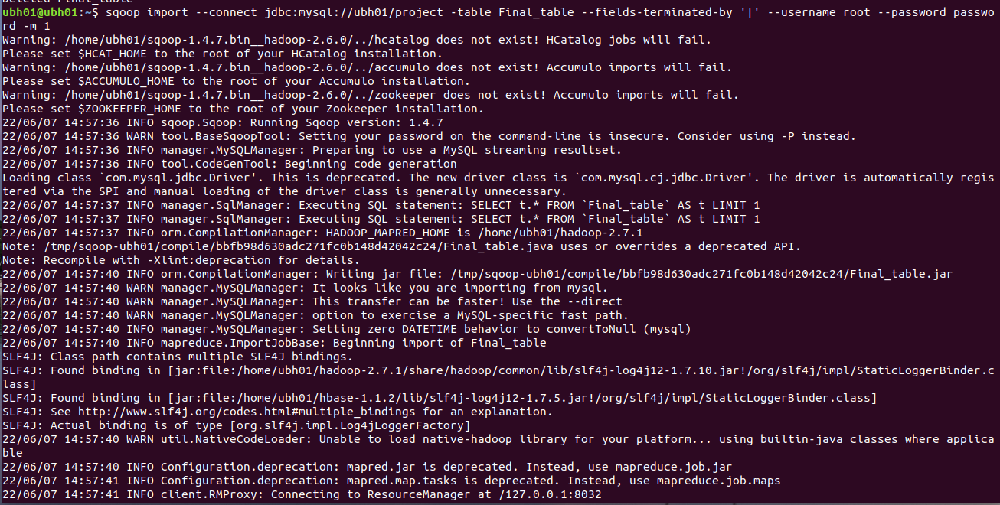 Deleted Final_table
ubh01@ubh01:~$ sqoop import --connect jdbc:mysql://ubh01/project -table Final_table --fields-terminated-by '|' --username root --password passwo
rd -m 1
Warning: /home/ubh01/sqoop-1.4.7.bin__hadoop-2.6.0/../hcatalog does not exist! HCatalog jobs will fail.
Please set $HCAT_HOME to the root of your HCatalog installation.
Warning: /home/ubh01/sqoop-1.4.7.bin__hadoop-2.6.0/../accumulo does not exist! Accumulo imports will fail.
Please set $ACCUMULO_HOME to the root of your Accumulo installation.
Warning: /home/ubh01/sqoop-1.4.7.bin__hadoop-2.6.0/../zookeeper does not exist! Accumulo imports will fail.
Please set $ZOOKEEPER_HOME to the root of your Zookeeper installation.
22/06/07 14:57:36 INFO sqoop.Sqoop: Running Sqoop version: 1.4.7
22/06/07 14:57:36 WARN tool.BaseSqoopTool: Setting your password on the command-line is insecure. Consider using -P instead.
22/06/07 14:57:36 INFO manager.MySQLManager: Preparing to use a MySQL streaming resultset.
22/06/07 14:57:36 INFO tool.CodeGenTool: Beginning code generation
Loading class `com.mysql.jdbc.Driver'. This is deprecated. The new driver class is `com.mysql.cj.jdbc.Driver'. The driver is automatically regis
tered via the SPI and manual loading of the driver class is generally unnecessary.
22/06/07 14:57:37 INFO manager.SqlManager: Executing SQL statement: SELECT t.* FROM `Final_table` AS t LIMIT 1
22/06/07 14:57:37 INFO manager.SqlManager: Executing SQL statement: SELECT t.* FROM `Final_table` AS t LIMIT 1
22/06/07 14:57:37 INFO orm.CompilationManager: HADOOP_MAPRED_HOME is /home/ubh01/hadoop-2.7.1
Note: /tmp/sqoop-ubh01/compile/bbfb98d630adc271fc0b148d42042c24/Final_table.java uses or overrides a deprecated API.
Note: Recompile with -Xlint:deprecation for details.
22/06/07 14:57:40 INFO orm.CompilationManager: Writing jar file: /tmp/sqoop-ubh01/compile/bbfb98d630adc271fc0b148d42042c24/Final_table.jar
22/06/07 14:57:40 WARN manager.MySQLManager: It looks like you are importing from mysql.
22/06/07 14:57:40 WARN manager.MySQLManager: This transfer can be faster! Use the --direct
22/06/07 14:57:40 WARN manager.MySQLManager: option to exercise a MySQL-specific fast path.
22/06/07 14:57:40 INFO manager.MySQLManager: Setting zero DATETIME behavior to convertToNull (mysql)
22/06/07 14:57:40 INFO mapreduce.ImportJobBase: Beginning import of Final_table
SLF4J: Class path contains multiple SLF4J bindings.
SLF4J: Found binding in [jar:file:/home/ubh01/hadoop-2.7.1/share/hadoop/common/lib/slf4j-log4j12-1.7.10.jar!/org/slf4j/impl/StaticLoggerBinder.c
lass]
SLF4J: Found binding in [jar:file:/home/ubh01/hbase-1.1.2/lib/slf4j-log4j12-1.7.5.jar!/org/slf4j/impl/StaticLoggerBinder.class]
SLF4J: See http://www.slf4j.org/codes.html#multiple_bindings for an explanation.
SLF4J: Actual binding is of type [org.slf4j.impl.Log4jLoggerFactory]
22/06/07 14:57:40 WARN util.NativeCodeLoader: Unable to load native-hadoop library for your platform... using builtin-java classes where applica
ble
22/06/07 14:57:40 INFO Configuration.deprecation: mapred.jar is deprecated. Instead, use mapreduce.job.jar
22/06/07 14:57:41 INFO Configuration.deprecation: mapred.map.tasks is deprecated. Instead, use mapreduce.job.maps
22/06/07 14:57:41 INFO client.RMProxy: Connecting to ResourceManager at /127.0.0.1:8032